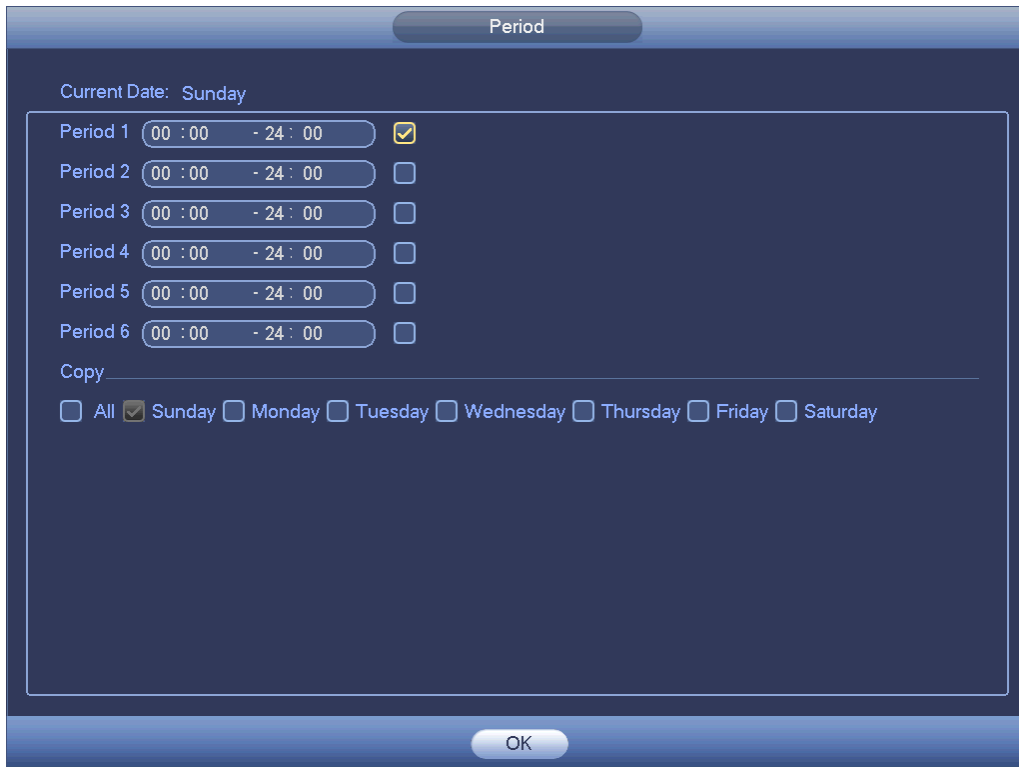 Period
Current Date: Sunday
Period 1 00 :00 - 24 : 00
Period 2 00 :00 - 24 : 00
Period 3 00 :00 - 24 : 00
Period 4 00 :00 - 24 : 00
Period 5 00 :00 - 24 : 00
Period 6 00 :00 - 24 : 00
Copy
All Sunday Monday Tuesday Wednesday Thursday Friday Saturday
OK